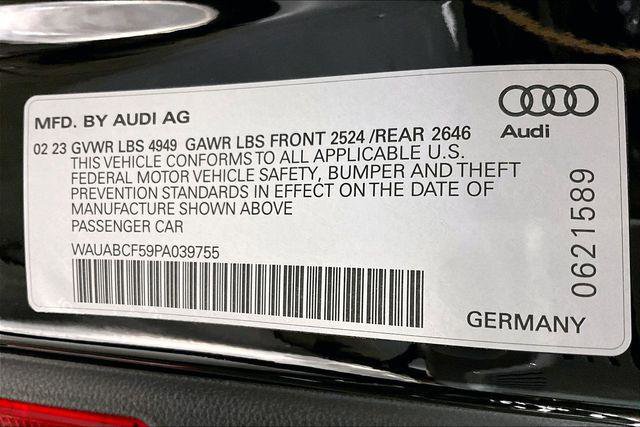 MFD. BY AUDI AG
02 23 GVWR LBS 4949 GAWR LBS FRONT 2524 /REAR 2646
THIS VEHICLE CONFORMS TO ALL APPLICABLE U.S.
FEDERAL MOTOR VEHICLE SAFETY, BUMPER AND THEFT
PREVENTION STANDARDS IN EFFECT ON THE DATE OF
MANUFACTURE SHOWN ABOVE
PASSENGER CAR
WAUABCF59PA039755
Audi
0621589
GERMANY